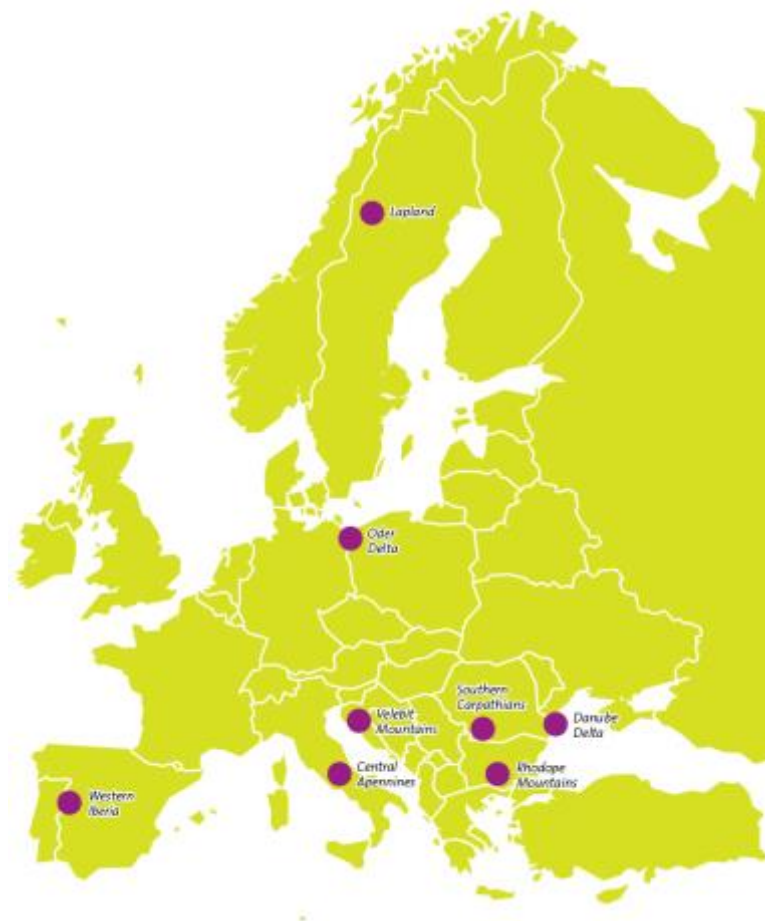 Lapland
Oder
Delta
Southern
Carpathians
Velebit
Mountains
Danube
Delta
Central
Apennines
Rhodope
Mountains
Western
Iberia